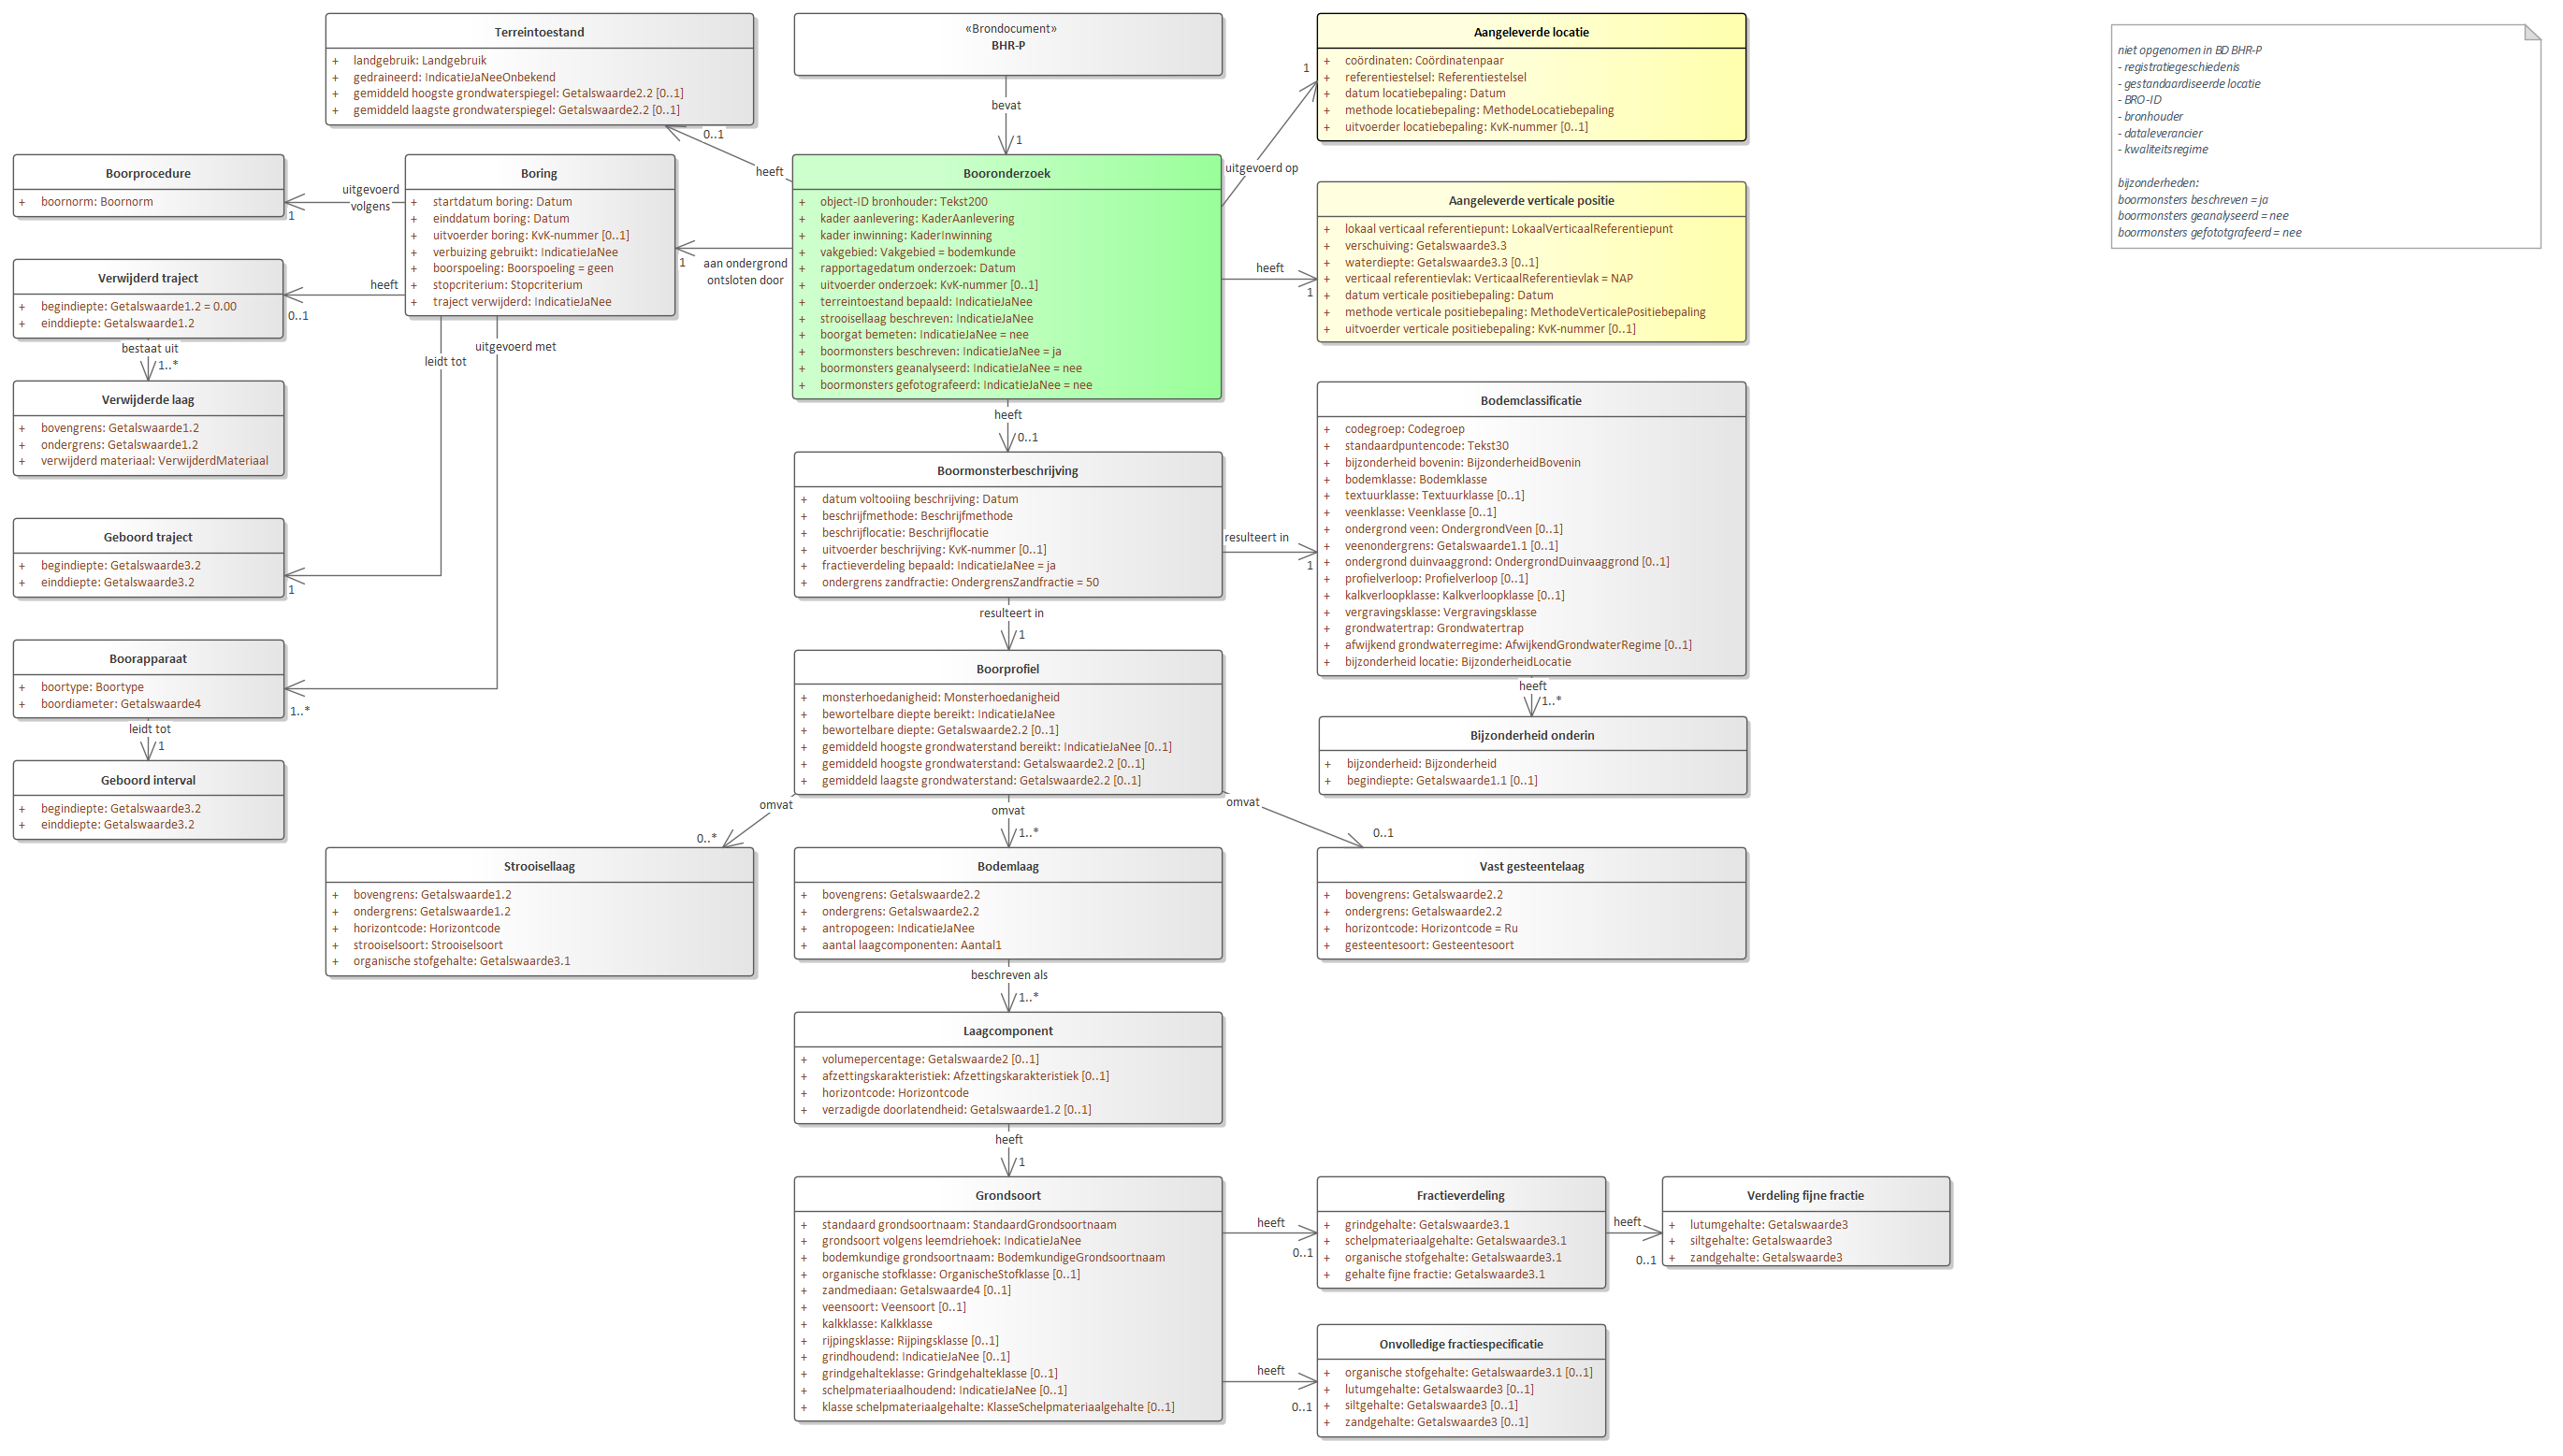 Terreintoestand
+ landgebruik: Landgebruik
+ gedraineerd: IndicatieJaNeeOnbekend
+ gemiddeld hoogste grondwaterspiegel: Getalswaarde2.2 [0..1]
+ gemiddeld laagste grondwaterspiegel: Getalswaarde2.2 [0..1]
«Brondocument»
BHR-P
bevat
1
Aangeleverde locatie
+ coördinaten: Coördinatenpaar
+ referentiestelsel: Referentiestelsel
+ datum locatiebepaling: Datum
+ methode locatiebepaling: MethodeLocatiebepaling
+ uitvoerder locatiebepaling: KvK-nummer [0..1]
niet opgenomen in BD BHR-P
- registratiegeschiedenis
- gestandaardiseerde locatie
- BRO-ID
- bronhouder
- dataleverancier
- kwaliteitsregime
bijzonderheden:
boormonsters beschreven = ja
boormonsters geanalyseerd = nee
boormonsters gefototgrafeerd = nee
0..1
heeft
1
uitgevoerd op
Boorprocedure
+ boornorm: Boornorm
uitgevoerd
volgens
1
Boring
+ startdatum boring: Datum
+ einddatum boring: Datum
+ uitvoerder boring: KvK-nummer [0..1]
+ verbuizing gebruikt: IndicatieJaNee
+ boorspoeling: Boorspoeling = geen
+ stopcriterium: Stopcriterium
+ traject verwijderd: IndicatieJaNee
1
aan ondergrond
ontsloten door
Booronderzoek
+ object-ID bronhouder: Tekst200
+ kader aanlevering: KaderAanlevering
+ kader inwinning: KaderInwinning
+ vakgebied: Vakgebied = bodemkunde
+ rapportagedatum onderzoek: Datum
+ uitvoerder onderzoek: KvK-nummer [0..1]
+ terreintoestand bepaald: IndicatieJaNee
+ strooisellaag beschreven: IndicatieJaNee
+ boorgat bemeten: IndicatieJaNee = nee
+ boormonsters beschreven: IndicatieJaNee = ja
+ boormonsters geanalyseerd: IndicatieJaNee = nee
+ boormonsters gefotografeerd: IndicatieJaNee = nee
heeft
1
Aangeleverde verticale positie
+ lokaal verticaal referentiepunt: LokaalVerticaalReferentiepunt
+ verschuiving: Getalswaarde3.3
+ waterdiepte: Getalswaarde3.3 [0..1]
+ verticaal referentievlak: VerticaalReferentievlak = NAP
+ datum verticale positiebepaling: Datum
+ methode verticale positiebepaling: MethodeVerticalePositiebepaling
+ uitvoerder verticale positiebepaling: KvK-nummer [0..1]
Verwijderd traject
+ begindiepte: Getalswaarde1.2 = 0.00
+ einddiepte: Getalswaarde1.2
heeft
0..1
bestaat uit
1..*
Verwijderde laag
+ bovengrens: Getalswaarde1.2
+ ondergrens: Getalswaarde1.2
+ verwijderd materiaal: VerwijderdMateriaal
leidt tot
uitgevoerd met
Geboord traject
+ begindiepte: Getalswaarde3.2
+ einddiepte: Getalswaarde3.2
1
Boorapparaat
+ boortype: Boortype
+ boordiameter: Getalswaarde4
1..*
leidt tot
1
Geboord interval
+ begindiepte: Getalswaarde3.2
+ einddiepte: Getalswaarde3.2
heeft
0..1
Boormonsterbeschrijving
+ datum voltooiing beschrijving: Datum
+ beschrijfmethode: Beschrijfmethode
+ beschrijflocatie: Beschrijflocatie
+ uitvoerder beschrijving: KvK-nummer [0..1]
+ fractieverdeling bepaald: IndicatieJaNee = ja
+ ondergrens zandfractie: OndergrensZandfractie = 50
resulteert in
1
Bodemclassificatie
+ codegroep: Codegroep
+ standaardpuntencode: Tekst30
+ bijzonderheid bovenin: BijzonderheidBovenin
+ bodemklasse: Bodemklasse
+ textuurklasse: Textuurklasse [0..1]
+ veenklasse: Veenklasse [0..1]
+ ondergrond veen: OndergrondVeen [0..1]
+ veenondergrens: Getalswaarde1.1 [0..1]
+ ondergrond duinvaaggrond: OndergrondDuinvaaggrond [0..1]
+ profielverloop: Profielverloop [0..1]
+ kalkverloopklasse: Kalkverloopklasse [0..1]
+ vergravingsklasse: Vergravingsklasse
+ grondwatertrap: Grondwatertrap
+ afwijkend grondwaterregime: AfwijkendGrondwaterRegime [0..1]
+ bijzonderheid locatie: BijzonderheidLocatie
heeft
1..*
Bijzonderheid onderin
+ bijzonderheid: Bijzonderheid
+ begindiepte: Getalswaarde1.1 [0..1]
resulteert in
1
Boorprofiel
+ monsterhoedanigheid: Monsterhoedanigheid
+ bewortelbare diepte bereikt: IndicatieJaNee
+ bewortelbare diepte: Getalswaarde2.2 [0..1]
+ gemiddeld hoogste grondwaterstand bereikt: IndicatieJaNee [0..1]
+ gemiddeld hoogste grondwaterstand: Getalswaarde2.2 [0..1]
+ gemiddeld laagste grondwaterstand: Getalswaarde2.2 [0..1]
omvat
0..*
omvat
1..*
omvat
0..1
Strooisellaag
+ bovengrens: Getalswaarde1.2
+ ondergrens: Getalswaarde1.2
+ horizontcode: Horizontcode
+ strooiselsoort: Strooiselsoort
+ organische stofgehalte: Getalswaarde3.1
Bodemlaag
+ bovengrens: Getalswaarde2.2
+ ondergrens: Getalswaarde2.2
+ antropogeen: IndicatieJaNee
+ aantal laagcomponenten: Aantal1
Vast gesteentelaag
+ bovengrens: Getalswaarde2.2
+ ondergrens: Getalswaarde2.2
+ horizontcode: Horizontcode = Ru
+ gesteentesoort: Gesteentesoort
beschreven als
1..*
Laagcomponent
+ volumepercentage: Getalswaarde2 [0..1]
+ afzettingskarakteristiek: Afzettingskarakteristiek [0..1]
+ horizontcode: Horizontcode
+ verzadigde doorlatendheid: Getalswaarde1.2 [0..1]
heeft
1
Grondsoort
+ standaard grondsoortnaam: StandaardGrondsoortnaam
+ grondsoort volgens leemdriehoek: IndicatieJaNee
+ bodemkundige grondsoortnaam: BodemkundigeGrondsoortnaam
+ organische stofklasse: OrganischeStofklasse [0..1]
+ zandmediaan: Getalswaarde4 [0..1]
+ veensoort: Veensoort [0..1]
+ kalkklasse: Kalkklasse
+ rijpingsklasse: Rijpingsklasse [0..1]
+ grindhoudend: IndicatieJaNee [0..1]
+ grindgehalteklasse: Grindgehalteklasse [0..1]
+ schelpmateriaalhoudend: IndicatieJaNee [0..1]
+ klasse schelpmateriaalgehalte: KlasseSchelpmateriaalgehalte [0..1]
heeft
0..1
Fractieverdeling
+ grindgehalte: Getalswaarde3.1
+ schelpmateriaalgehalte: Getalswaarde3.1
+ organische stofgehalte: Getalswaarde3.1
+ gehalte fijne fractie: Getalswaarde3.1
heeft
0..1
Verdeling fijne fractie
+ lutumgehalte: Getalswaarde3
+ siltgehalte: Getalswaarde3
+ zandgehalte: Getalswaarde3
heeft
0..1
Onvolledige fractiespecificatie
+ organische stofgehalte: Getalswaarde3.1 [0..1]
+ lutumgehalte: Getalswaarde3 [0..1]
+ siltgehalte: Getalswaarde3 [0..1]
+ zandgehalte: Getalswaarde3 [0..1]